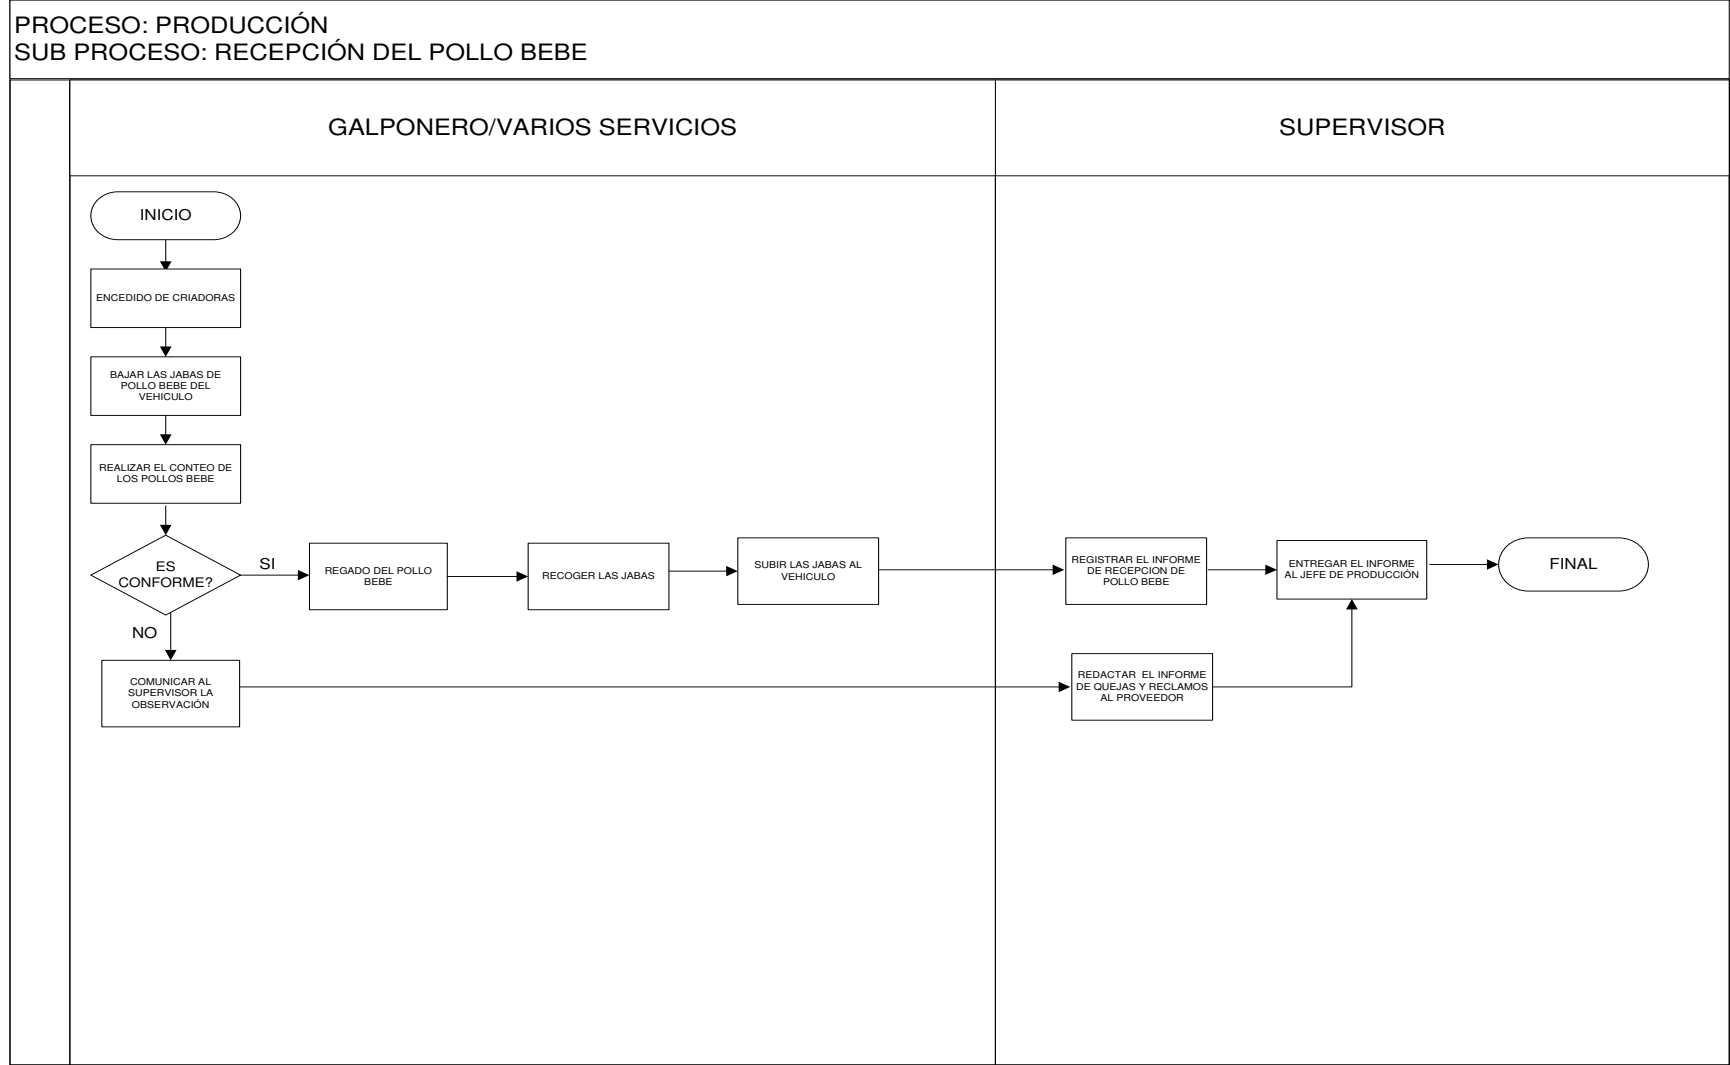 PROCESO: PRODUCCIÓN
SUB PROCESO: RECEPCIÓN DEL POLLO BEBE
GALPONERO/VARIOS SERVICIOS
SUPERVISOR
INICIO
ENCEDIDO DE CRIADORAS
BAJAR LAS JABAS DE
POLLO BEBE DEL
VEHICULO
REALIZAR EL CONTEO DE
LOS POLLOS BEBE
ES
CONFORME?
SI
REGADO DEL POLLO
BEBE
RECOGER LAS JABAS
SUBIR LAS JABAS AL
VEHICULO
REGISTRAR EL INFORME
DE RECEPCION DE
POLLO BEBE
ENTREGAR EL INFORME
AL JEFE DE PRODUCCIÓN
FINAL
NO
COMUNICAR AL
SUPERVISOR LA
OBSERVACIÓN
REDACTAR EL INFORME
DE QUEJAS Y RECLAMOS
AL PROVEEDOR